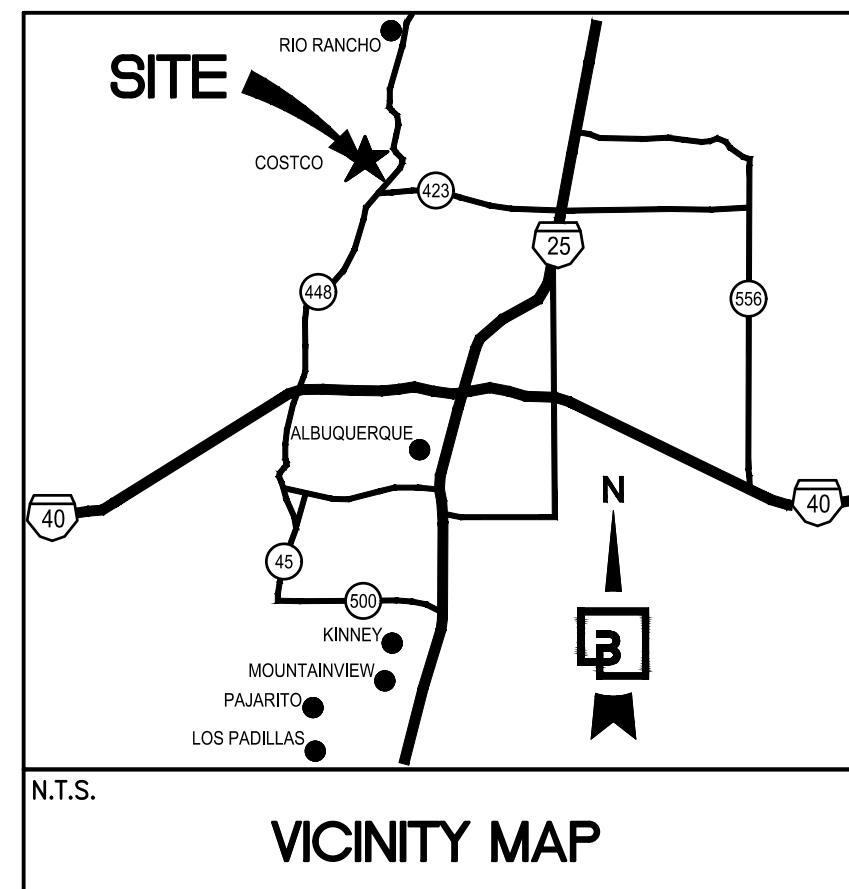 RIO RANCHO
SITE
COSTCO
423
25
448
556
ALBUQUERQUE
N
40
40
45
500
B
KINNEY
MOUNTAINVIEW
PAJARITO
LOS PADILLAS
N.T.S.
VICINITY MAP